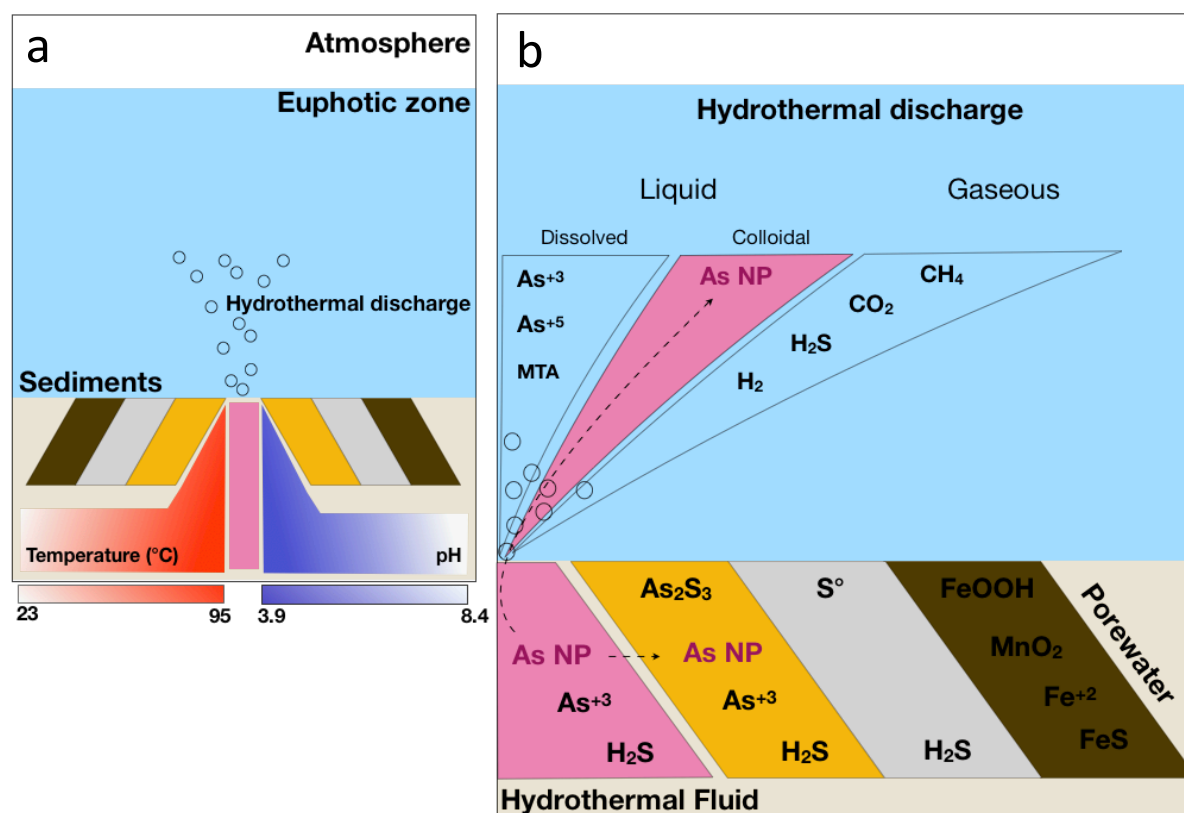 a
Atmosphere
Euphotic zone
Hydrothermal discharge
Sediments
Temperature (°C)
pH
23
95
3.9
8.4
b
Hydrothermal discharge
Liquid
Gaseous
Dissolved
Colloidal
As+3
As+5
MTA
As NP
CH4
CO2
H2S
H2
As2S3
S°
FeOOH
MnO2
Fe+2
FeS
Porewater
As NP
As NP
As+3
As+3
H2S
H2S
H2S
Hydrothermal Fluid